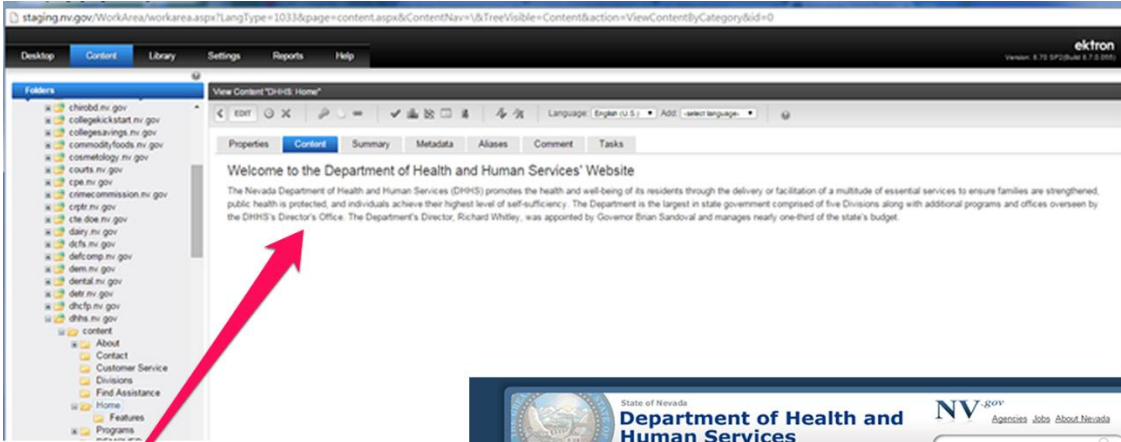 staging.nv.gov/WorkArea/workarea.aspx?LangType=1033&page=content.aspx&ContentNav=\&TreeVisible=Content&action=ViewContentByCategory&id=0
ektron
Desktop Content Library Settings Reports Help
Version: 8.70 SP2(Build 8.7.0.055)
Folders
View Content "DHHS: Home"
EDIT Language: English (U.S.) Add: -select language-
Properties Content Summary Metadata Aliases Comment Tasks
chirobd.nv.gov
collegekickstart.nv.gov
collegesavings.nv.gov
commodityfoods.nv.gov
cosmetology.nv.gov
courts.nv.gov
cpe.nv.gov
crimecommission.nv.gov
crptr.nv.gov
cte.doe.nv.gov
dairy.nv.gov
dcfs.nv.gov
defcomp.nv.gov
dem.nv.gov
dental.nv.gov
detr.nv.gov
dhcfp.nv.gov
dhhs.nv.gov
content
About
Contact
Customer Service
Divisions
Find Assistance
Home
Features
Programs
Welcome to the Department of Health and Human Services' Website
The Nevada Department of Health and Human Services (DHHS) promotes the health and well-being of its residents through the delivery or facilitation of a multitude of essential services to ensure families are strengthened,
public health is protected, and individuals achieve their highest level of self-sufficiency. The Department is the largest in state government comprised of five Divisions along with additional programs and offices overseen by
the DHHS's Director's Office. The Department's Director, Richard Whitley, was appointed by Governor Brian Sandoval and manages nearly one-third of the state's budget.
State of Nevada
Department of Health and
Human Services
NV.gov
Agencies Jobs About Nevada